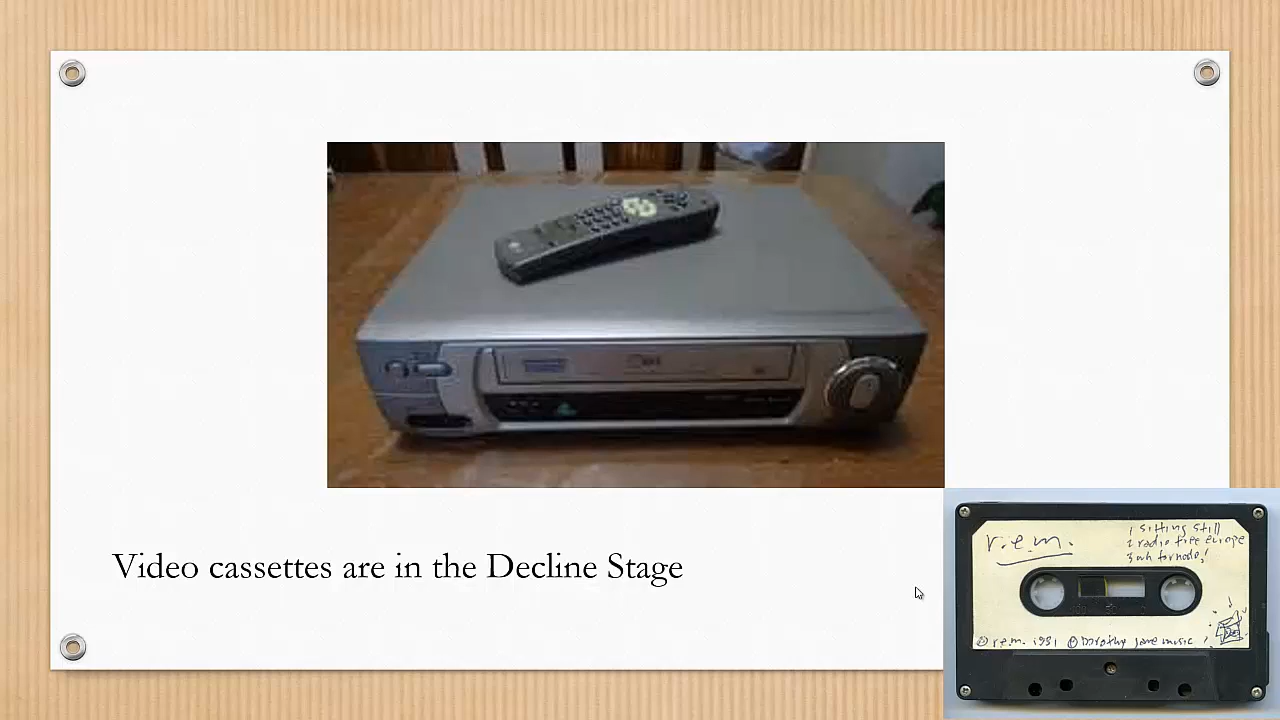 Video cassettes are in the Decline Stage
r.e.m.
1 sitting still
2 radio free europe
3 wh tornado!
r.e.m. 1981 dorothy jane music